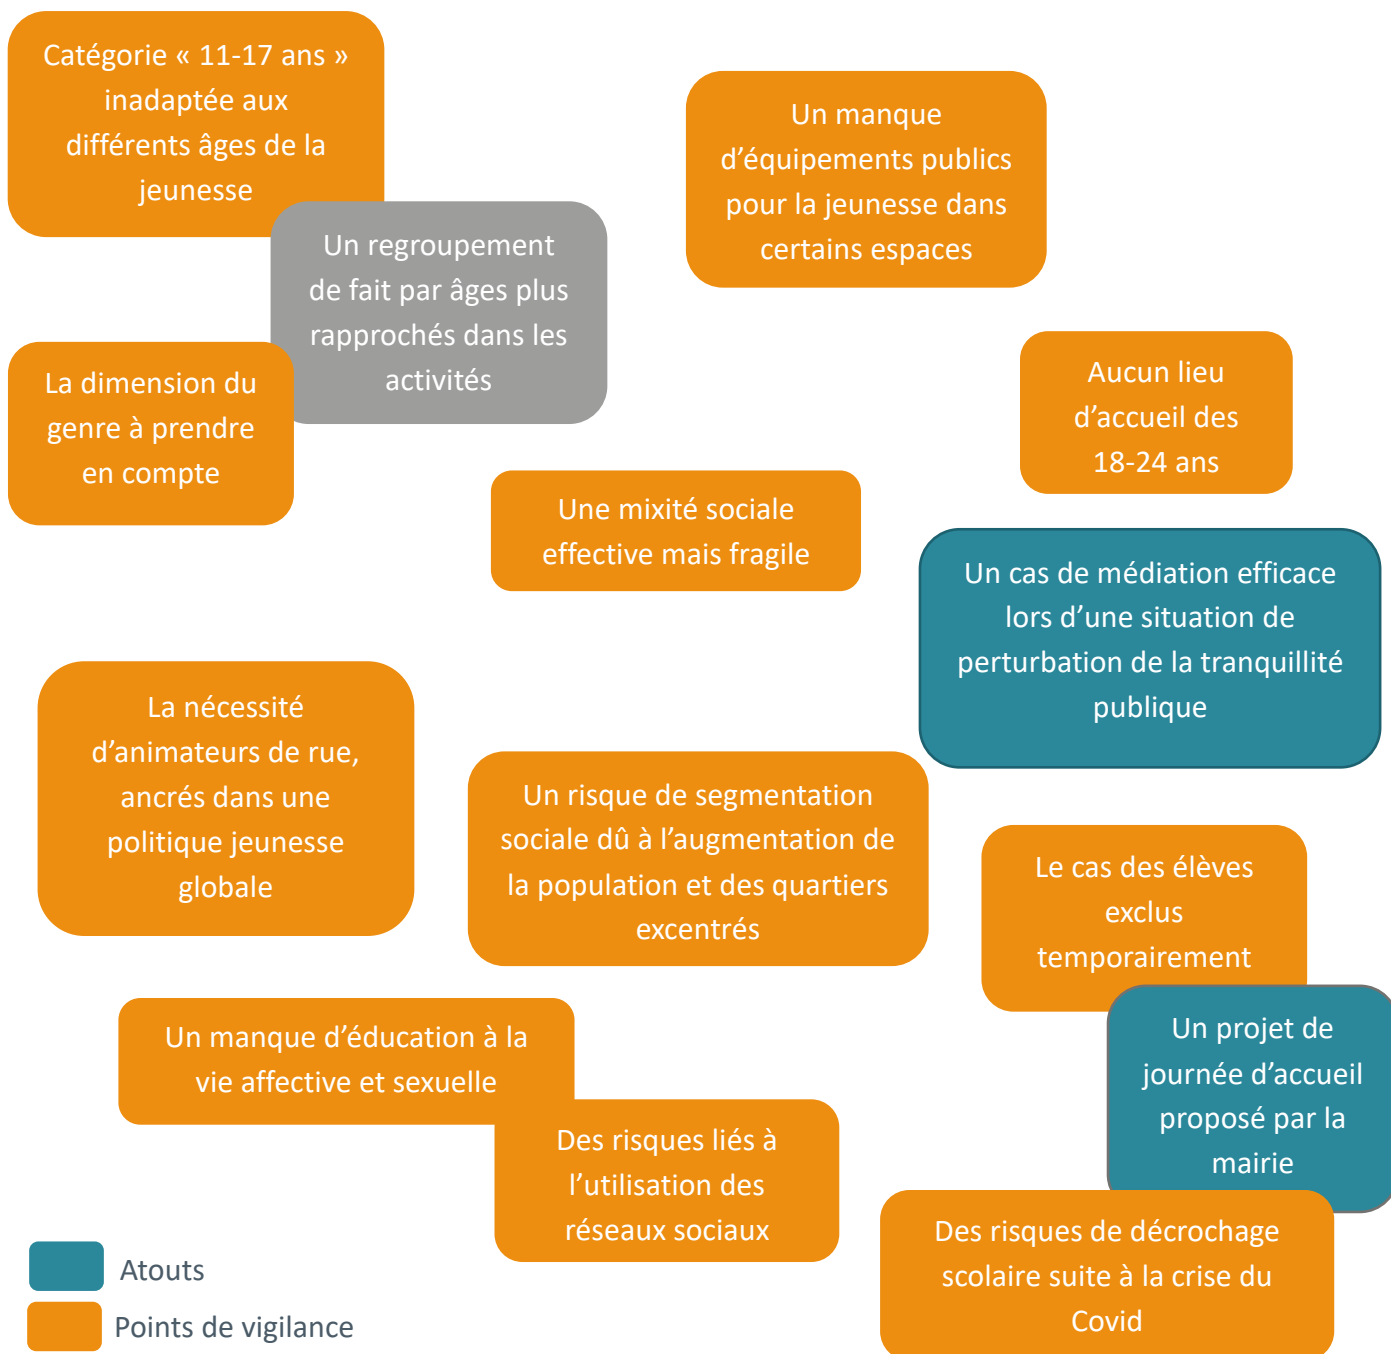 Catégorie « 11-17 ans »
inadaptée aux
différents âges de la
jeunesse
Un manque
d’équipements publics
pour la jeunesse dans
certains espaces
Un regroupement
de fait par âges plus
rapprochés dans les
activités
La dimension du
genre à prendre
en compte
Aucun lieu
d’accueil des
18-24 ans
Une mixité sociale
effective mais fragile
Un cas de médiation efficace
lors d’une situation de
perturbation de la tranquillité
publique
La nécessité
d’animateurs de rue,
ancrés dans une
politique jeunesse
globale
Un risque de segmentation
sociale dû à l’augmentation de
la population et des quartiers
excentrés
Le cas des élèves
exclus
temporairement
Un projet de
journée d’accueil
proposé par la
mairie
Un manque d’éducation à la
vie affective et sexuelle
Des risques liés à
l’utilisation des
réseaux sociaux
Des risques de décrochage
scolaire suite à la crise du
Covid
Atouts
Points de vigilance